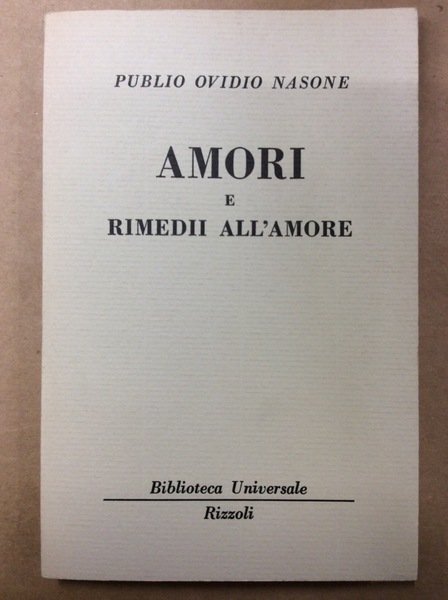 PUBLIO OVIDIO NASONE
AMORI
E
RIMEDII ALL'AMORE
Biblioteca Universale
Rizzoli